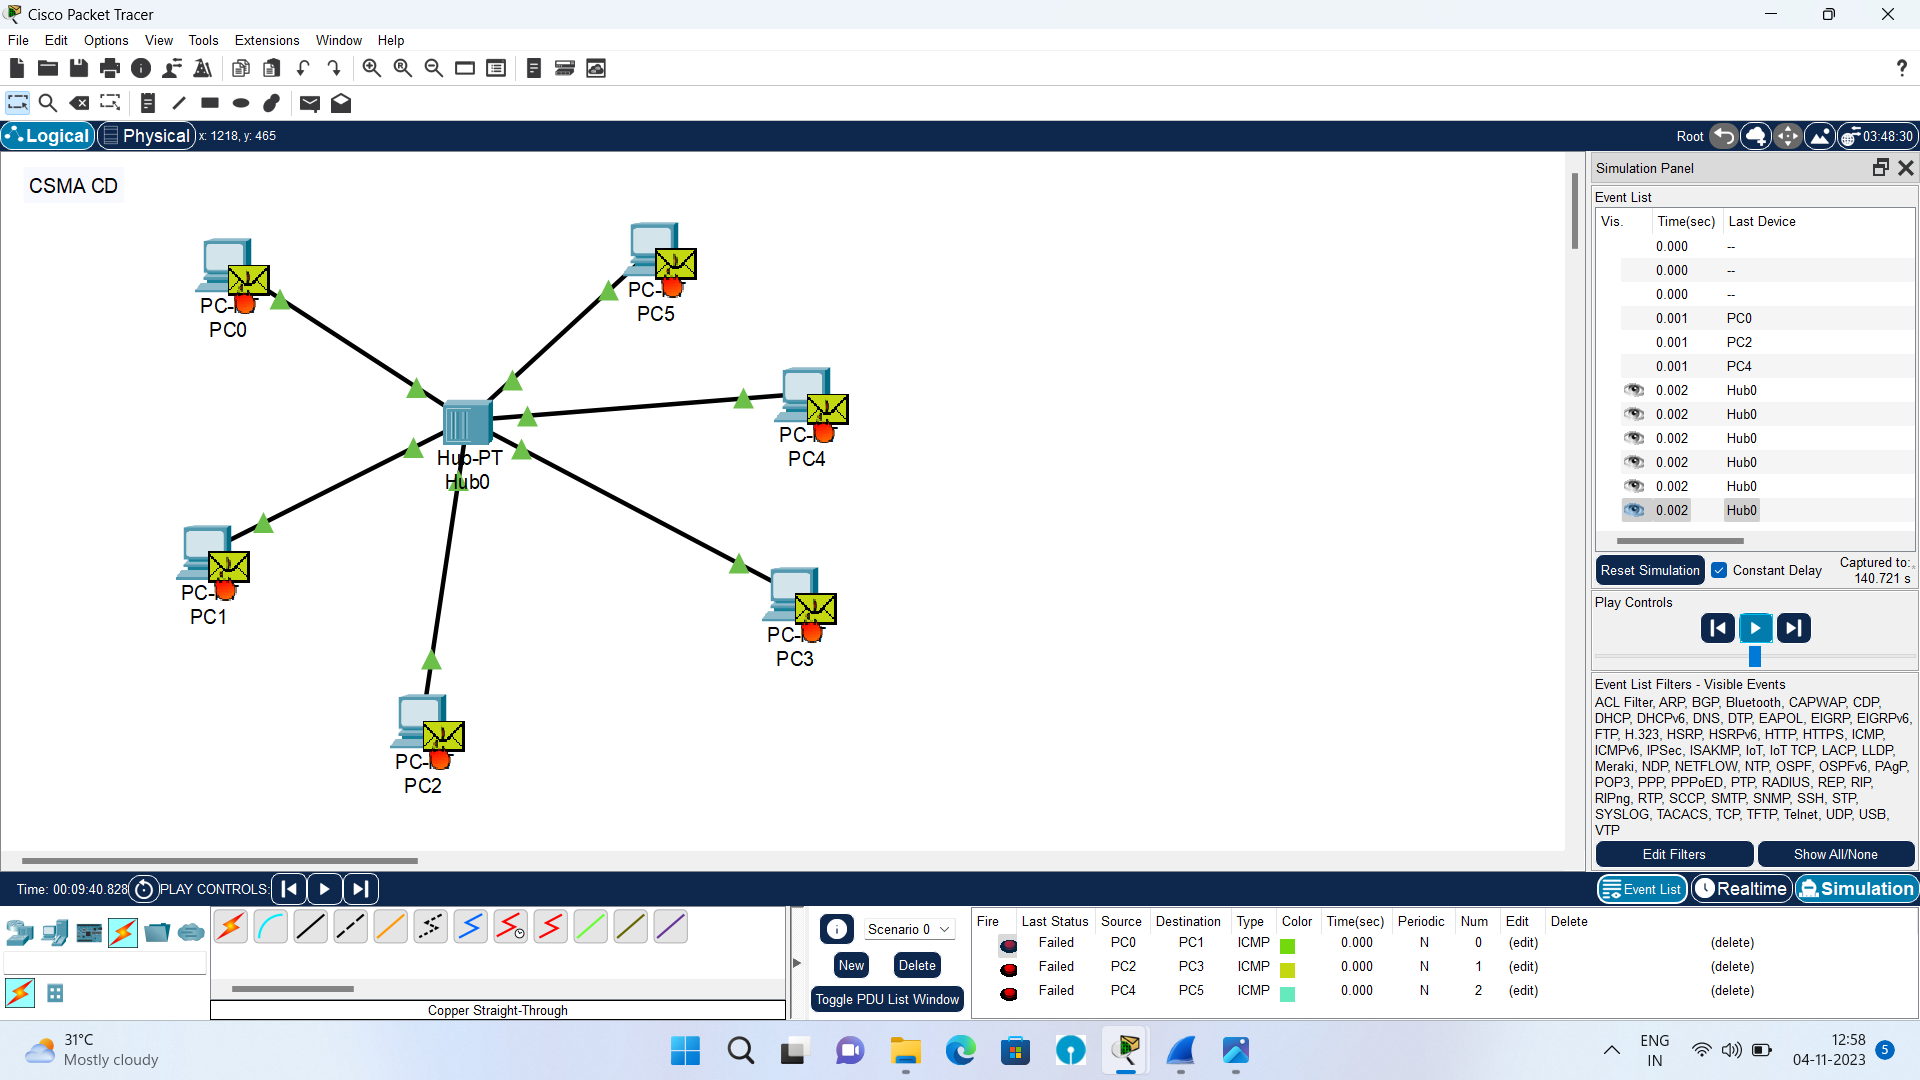 Cisco Packet Tracer
File Edit Options View Tools Extensions Window Help
?
Logical Physical x: 1218, y: 465
Root 03:48:30
CSMA CD
PC0
PC-PT
PC5
PC4
Hub-PT
Hub0
PC1
PC3
PC2
Simulation Panel
Event List
Vis. Time(sec) Last Device
0.000 --
0.000 --
0.000 --
0.001 PC0
0.001 PC2
0.001 PC4
0.002 Hub0
0.002 Hub0
0.002 Hub0
0.002 Hub0
0.002 Hub0
0.002 Hub0
Reset Simulation Constant Delay Captured to:
140.721 s
Play Controls
Event List Filters - Visible Events
ACL Filter, ARP, BGP, Bluetooth, CAPWAP, CDP,
DHCP, DHCPv6, DNS, DTP, EAPOL, EIGRP, EIGRPv6,
FTP, H.323, HSRP, HSRPv6, HTTP, HTTPS, ICMP,
ICMPv6, IPSec, ISAKMP, IoT, IoT TCP, LACP, LLDP,
Meraki, NDP, NETFLOW, NTP, OSPF, OSPFv6, PAgP,
POP3, PPP, PPPoED, PTP, RADIUS, REP, RIP,
RIPng, RTP, SCCP, SMTP, SNMP, SSH, STP,
SYSLOG, TACACS, TCP, TFTP, Telnet, UDP, USB,
VTP
Edit Filters Show All/None
Time: 00:09:40.828 PLAY CONTROLS:
Event List Realtime Simulation
Copper Straight-Through
Scenario 0
New Delete
Toggle PDU List Window
Fire Last Status Source Destination Type Color Time(sec) Periodic Num Edit Delete
Failed PC0 PC1 ICMP 0.000 N 0 (edit) (delete)
Failed PC2 PC3 ICMP 0.000 N 1 (edit) (delete)
Failed PC4 PC5 ICMP 0.000 N 2 (edit) (delete)
31°C
Mostly cloudy
ENG
IN
12:58
04-11-2023
5